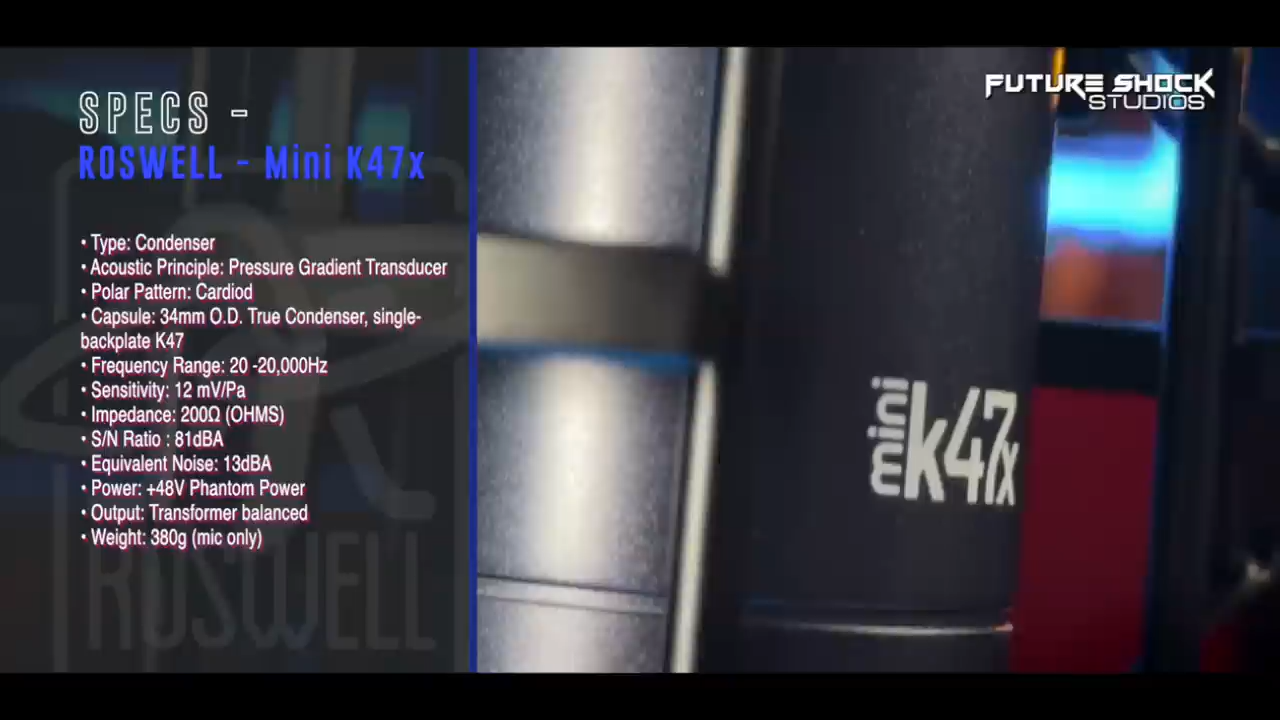 SPECS -
ROSWELL - Mini K47x
• Type: Condenser
• Acoustic Principle: Pressure Gradient Transducer
• Polar Pattern: Cardiod
• Capsule: 34mm O.D. True Condenser, single-
backplate K47
• Frequency Range: 20 -20,000Hz
• Sensitivity: 12 mV/Pa
• Impedance: 200Ω (OHMS)
• S/N Ratio : 81dBA
• Equivalent Noise: 13dBA
• Power: +48V Phantom Power
• Output: Transformer balanced
• Weight: 380g (mic only)
ROSWELL
FUTURE SHOCK
STUDIOS
mini k47x